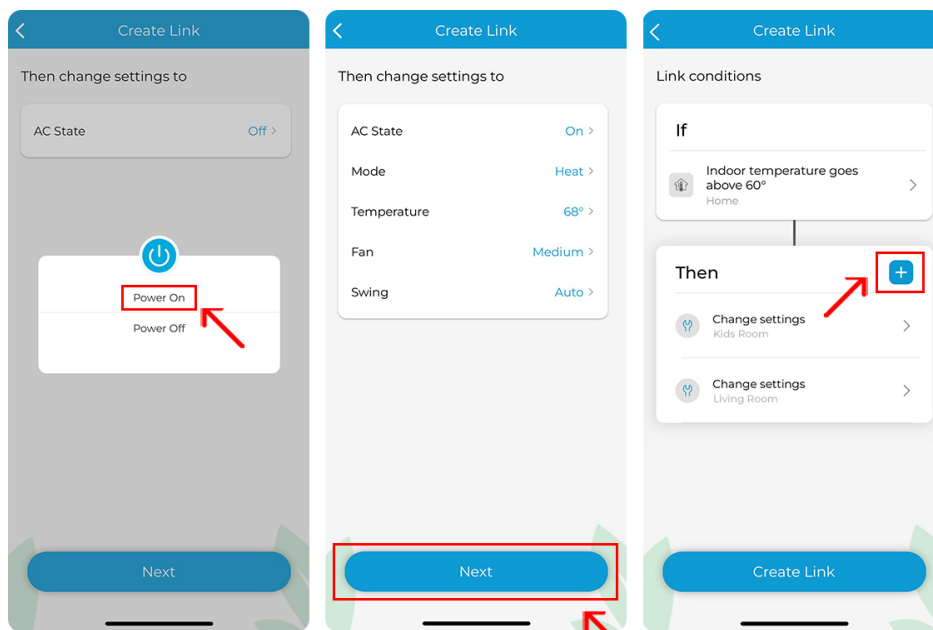 Create Link
Then change settings to
AC State Off >
Power On
Power Off
Next
Create Link
Then change settings to
AC State On >
Mode Heat >
Temperature 68° >
Fan Medium >
Swing Auto >
Next
Create Link
Link conditions
If
Indoor temperature goes
above 60°
Home
Then
Change settings
Kids Room
Change settings
Living Room
Create Link